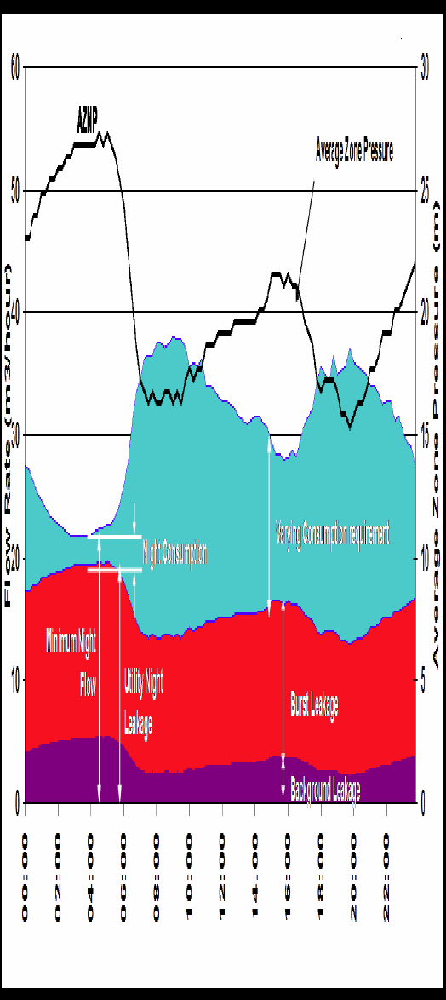 60
50
40
30
20
10
0
30
25
20
15
10
5
0
Flow Rate (m3/hour)
Average Zone Pressure (m)
AZNP
Average Zone Pressure
Varying Consumption requirement
Night Consumption
Minimum Night
Flow
Utility Night
Leakage
Burst Leakage
Background Leakage
00:00
02:00
04:00
06:00
08:00
10:00
12:00
14:00
16:00
18:00
20:00
22:00